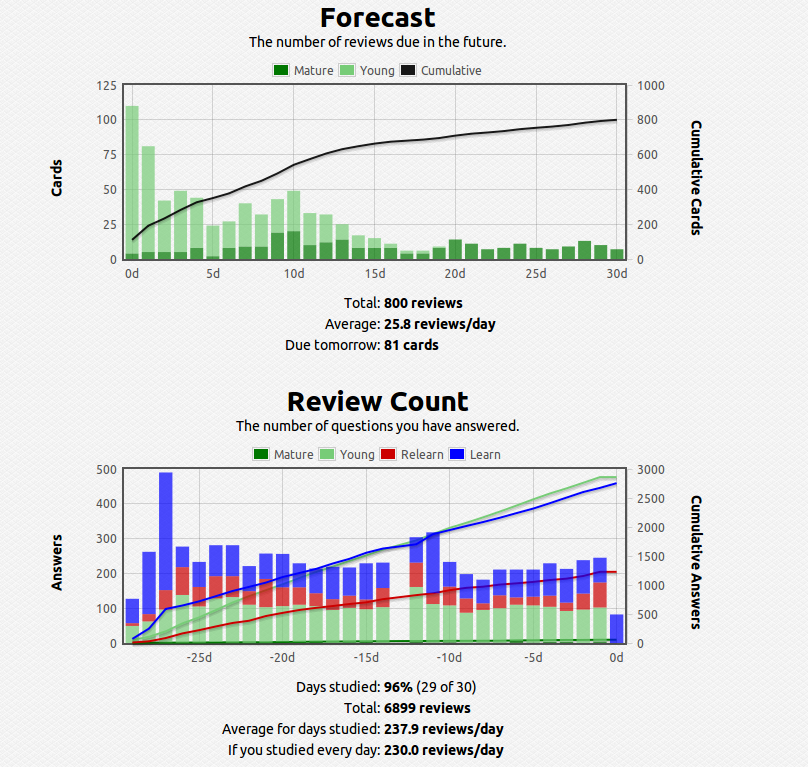 Forecast
The number of reviews due in the future.
Mature Young Cumulative
125 1000
100 800
75 600
50 400
25 200
0 0
Cards
Cumulative Cards
0d 5d 10d 15d 20d 25d 30d
Total: 800 reviews
Average: 25.8 reviews/day
Due tomorrow: 81 cards
Review Count
The number of questions you have answered.
Mature Young Relearn Learn
500 3000
2500
400 2000
300 1500
200 1000
100 500
0 0
Answers
Cumulative Answers
-25d -20d -15d -10d -5d 0d
Days studied: 96% (29 of 30)
Total: 6899 reviews
Average for days studied: 237.9 reviews/day
If you studied every day: 230.0 reviews/day